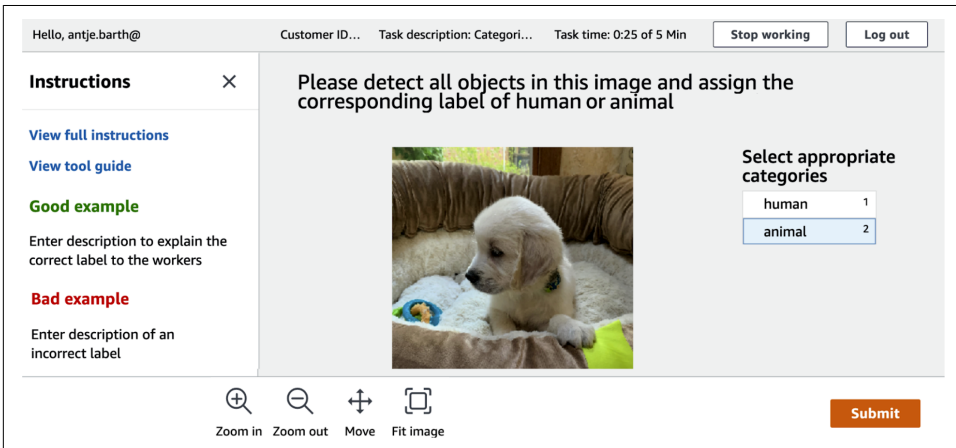 Hello, antje.barth@
Customer ID...
Task description: Categori...
Task time: 0:25 of 5 Min
Stop working
Log out
Instructions
View full instructions
View tool guide
Good example
Enter description to explain the
correct label to the workers
Bad example
Enter description of an
incorrect label
Please detect all objects in this image and assign the
corresponding label of human or animal
Select appropriate
categories
human 1
animal 2
Zoom in
Zoom out
Move
Fit image
Submit